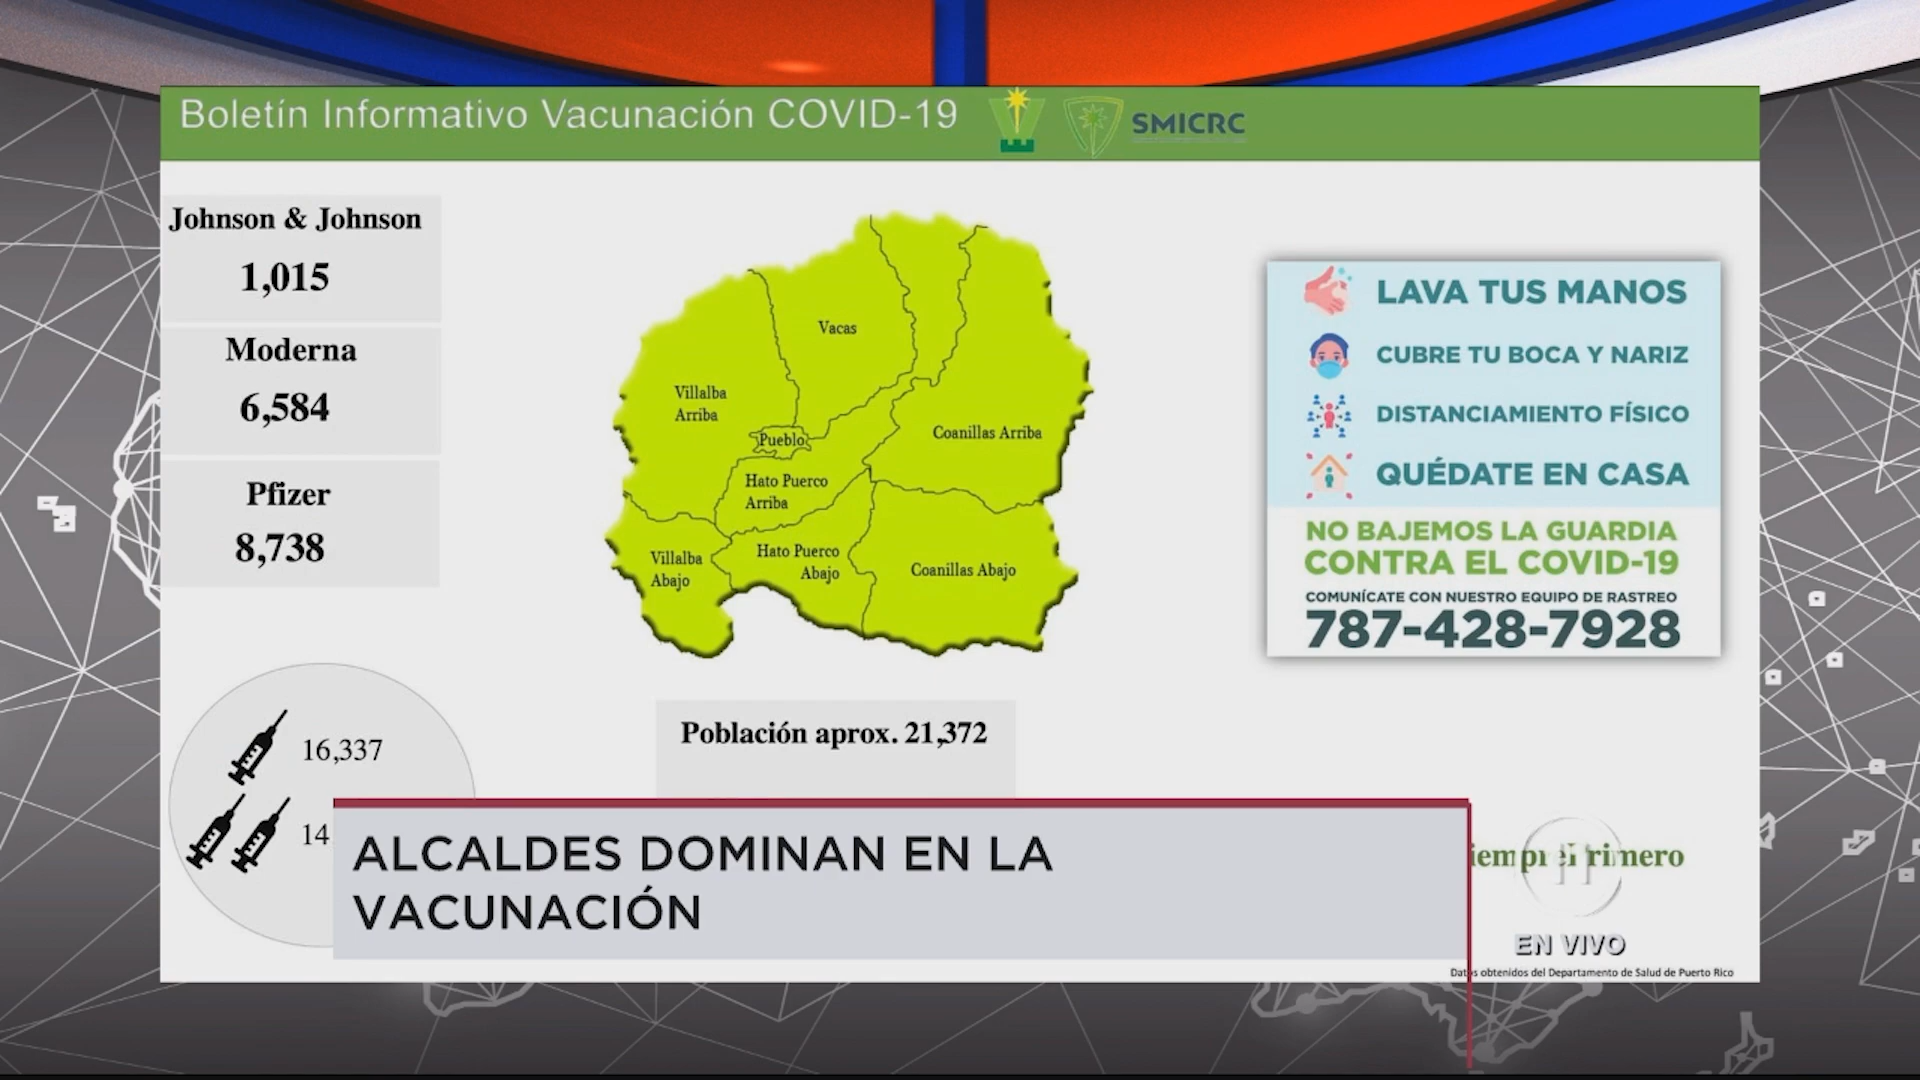 Boletín Informativo Vacunación COVID-19
SMICRC
Johnson & Johnson
1,015
Moderna
6,584
Pfizer
8,738
16,337
14
Vacas
Villalba
Arriba
Pueblo
Coanillas Arriba
Hato Puerco
Arriba
Villalba
Abajo
Hato Puerco
Abajo
Coanillas Abajo
Población aprox. 21,372
LAVA TUS MANOS
CUBRE TU BOCA Y NARIZ
DISTANCIAMIENTO FÍSICO
QUÉDATE EN CASA
NO BAJEMOS LA GUARDIA
CONTRA EL COVID-19
COMUNÍCATE CON NUESTRO EQUIPO DE RASTREO
787-428-7928
ALCALDES DOMINAN EN LA
VACUNACIÓN
EN VIVO
Datos obtenidos del Departamento de Salud de Puerto Rico